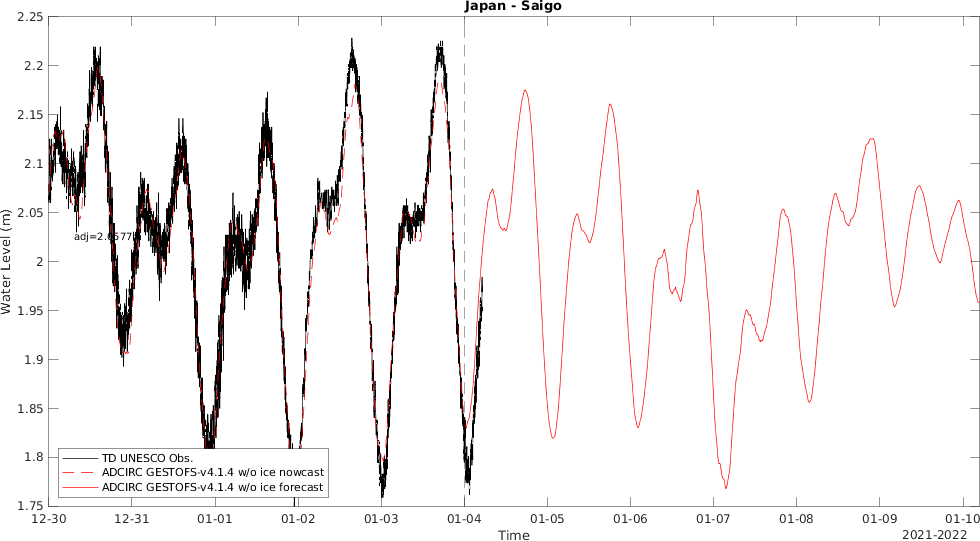 Japan - Saigo
Water Level (m)
2.25
2.2
2.15
2.1
2.05
2
1.95
1.9
1.85
1.8
1.75
TD UNESCO Obs.
ADCIRC GESTOFS-v4.1.4 w/o ice nowcast
ADCIRC GESTOFS-v4.1.4 w/o ice forecast
12-30 12-31 01-01 01-02 01-03 01-04 01-05 01-06 01-07 01-08 01-09 01-10
Time
2021-2022